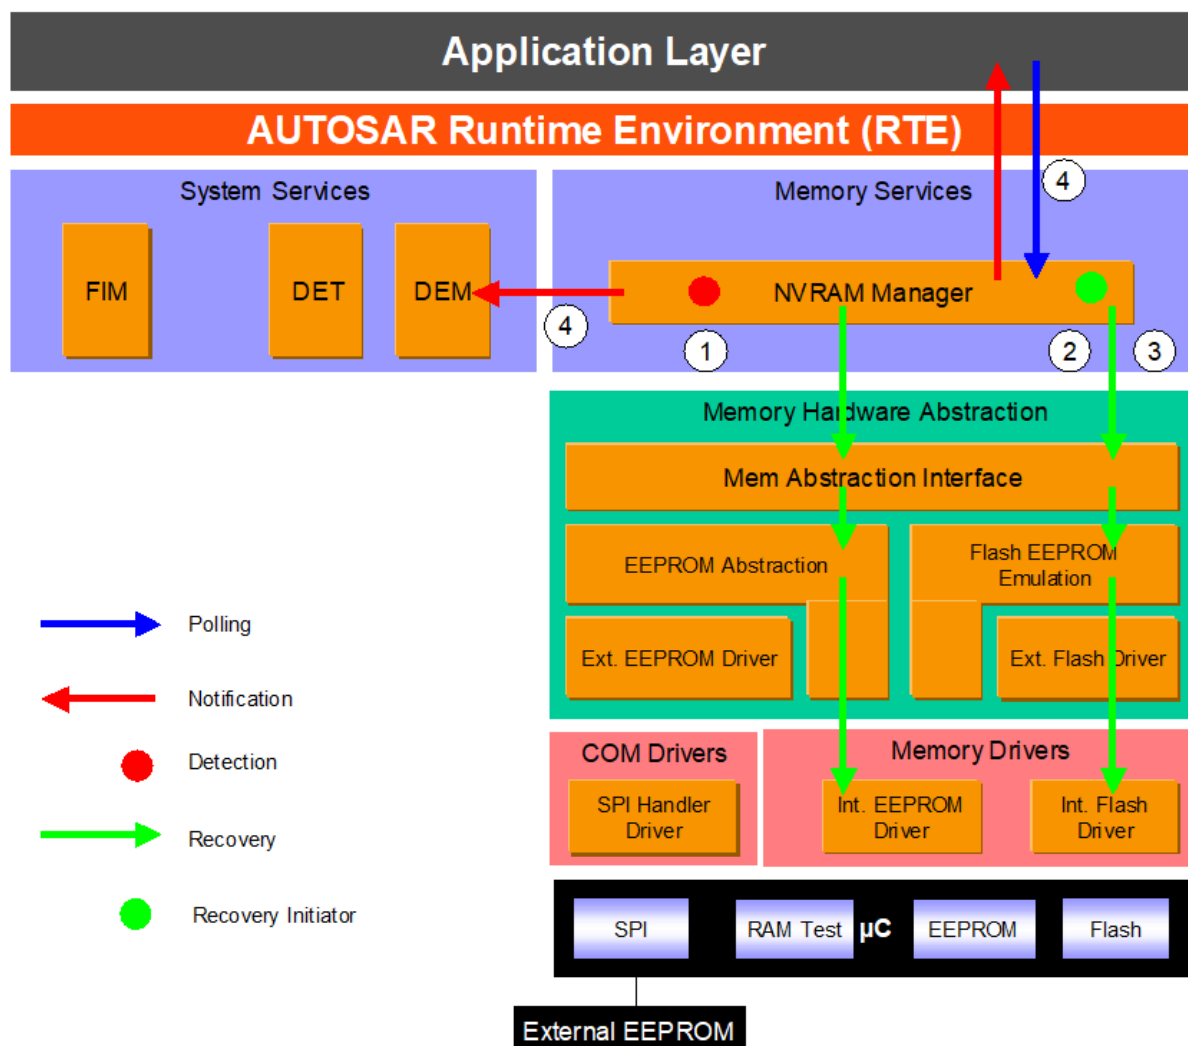 Application Layer
AUTOSAR Runtime Environment (RTE)
System Services
Memory Services
4
FIM
DET
DEM
NVRAM Manager
4
1
2
3
Memory Hardware Abstraction
Mem Abstraction Interface
EEPROM Abstraction
Flash EEPROM
Emulation
Ext. EEPROM Driver
Ext. Flash Driver
Polling
Notification
Detection
Recovery
Recovery Initiator
COM Drivers
Memory Drivers
SPI Handler
Driver
Int. EEPROM
Driver
Int. Flash
Driver
SPI
RAM Test
µC
EEPROM
Flash
External EEPROM